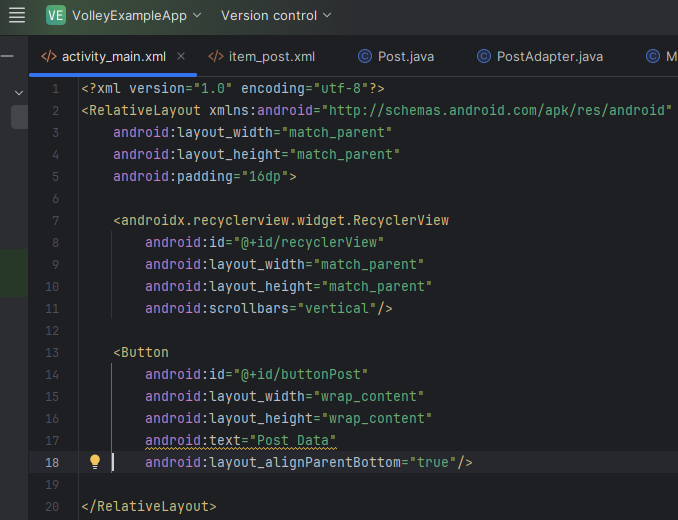 VE VolleyExampleApp Version control
activity_main.xml item_post.xml Post.java PostAdapter.java M
1 <?xml version="1.0" encoding="utf-8"?>
2 <RelativeLayout xmlns:android="http://schemas.android.com/apk/res/android"
3 android:layout_width="match_parent"
4 android:layout_height="match_parent"
5 android:padding="16dp">
6
7 <androidx.recyclerview.widget.RecyclerView
8 android:id="@+id/recyclerView"
9 android:layout_width="match_parent"
10 android:layout_height="match_parent"
11 android:scrollbars="vertical"/>
12
13 <Button
14 android:id="@+id/buttonPost"
15 android:layout_width="wrap_content"
16 android:layout_height="wrap_content"
17 android:text="Post Data"
18 android:layout_alignParentBottom="true"/>
19
20 </RelativeLayout>